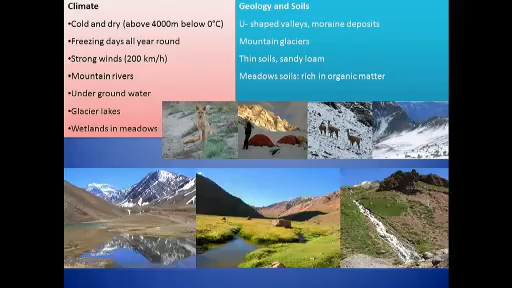 Climate
•Cold and dry (above 4000m below 0°C)
•Freezing days all year round
•Strong winds (200 km/h)
•Mountain rivers
•Under ground water
•Glacier lakes
•Wetlands in meadows
Geology and Soils
U- shaped valleys, moraine deposits
Mountain glaciers
Thin soils, sandy loam
Meadows soils: rich in organic matter